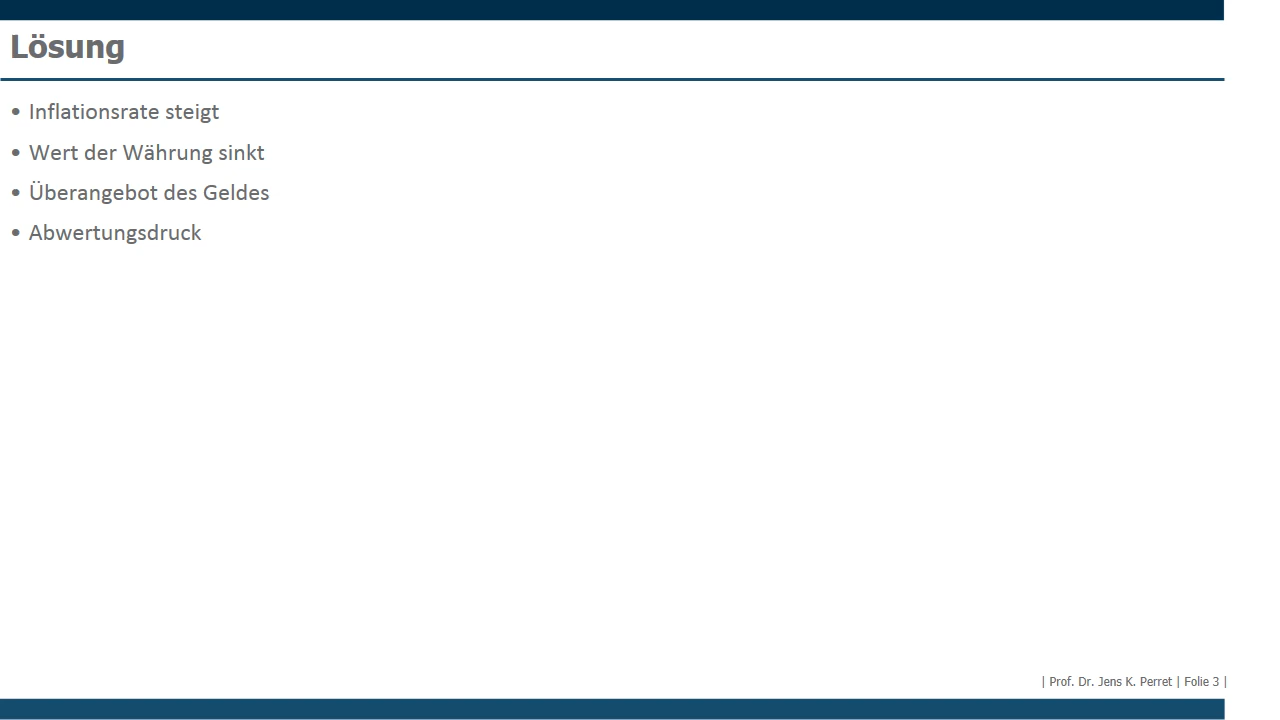 Lösung
• Inflationsrate steigt
• Wert der Währung sinkt
• Überangebot des Geldes
• Abwertungsdruck
| Prof. Dr. Jens K. Perret | Folie 3 |